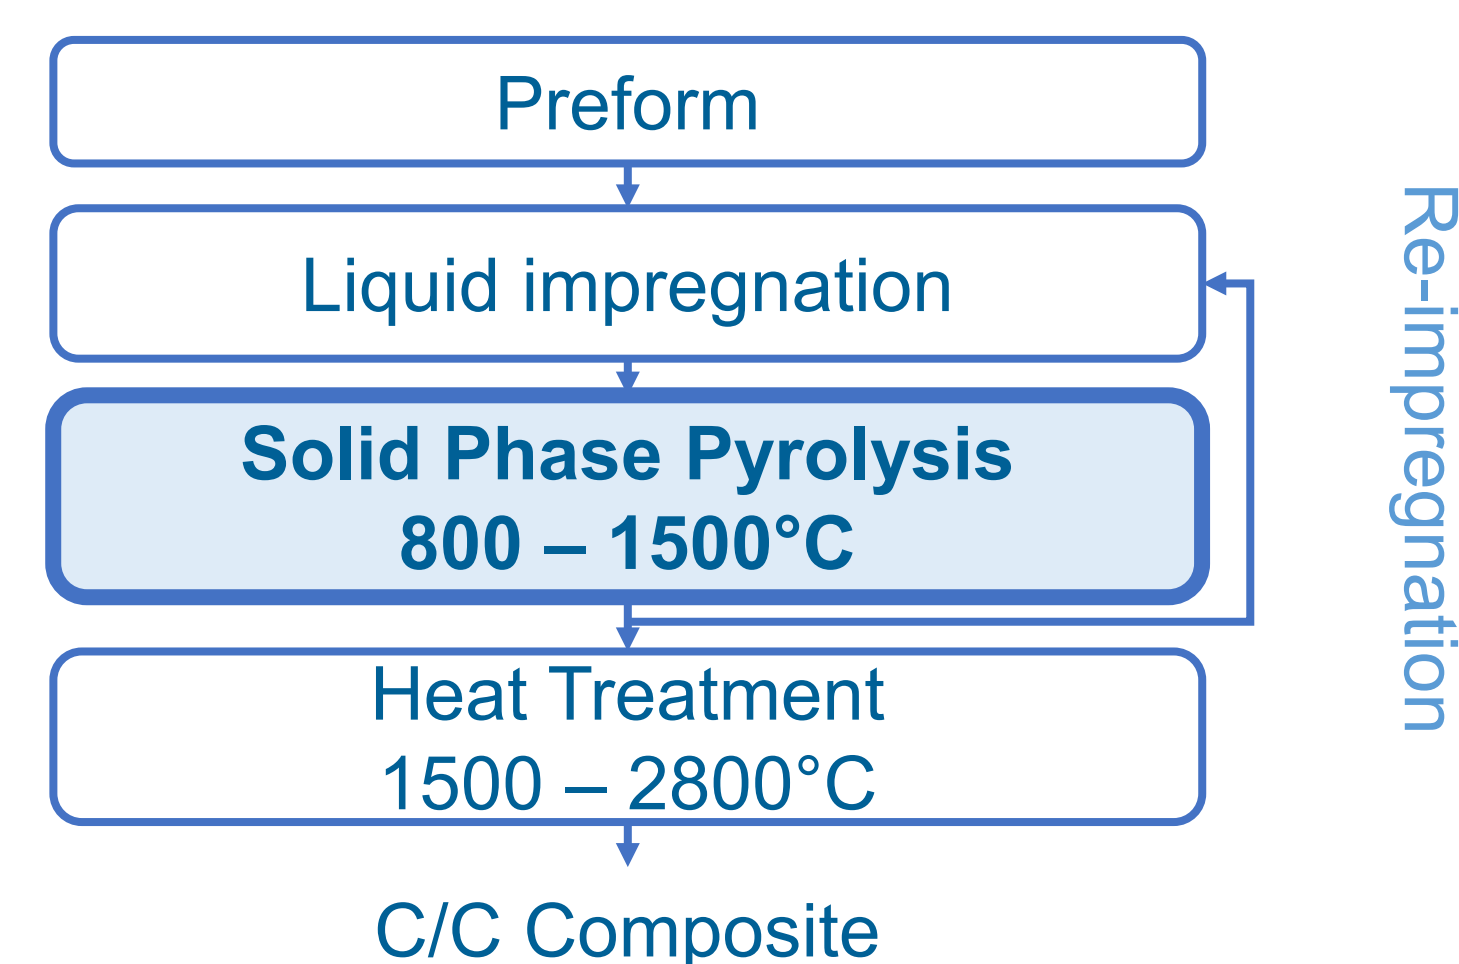 Preform
Liquid impregnation
Solid Phase Pyrolysis
800 – 1500°C
Heat Treatment
1500 – 2800°C
C/C Composite
Re-impregnation